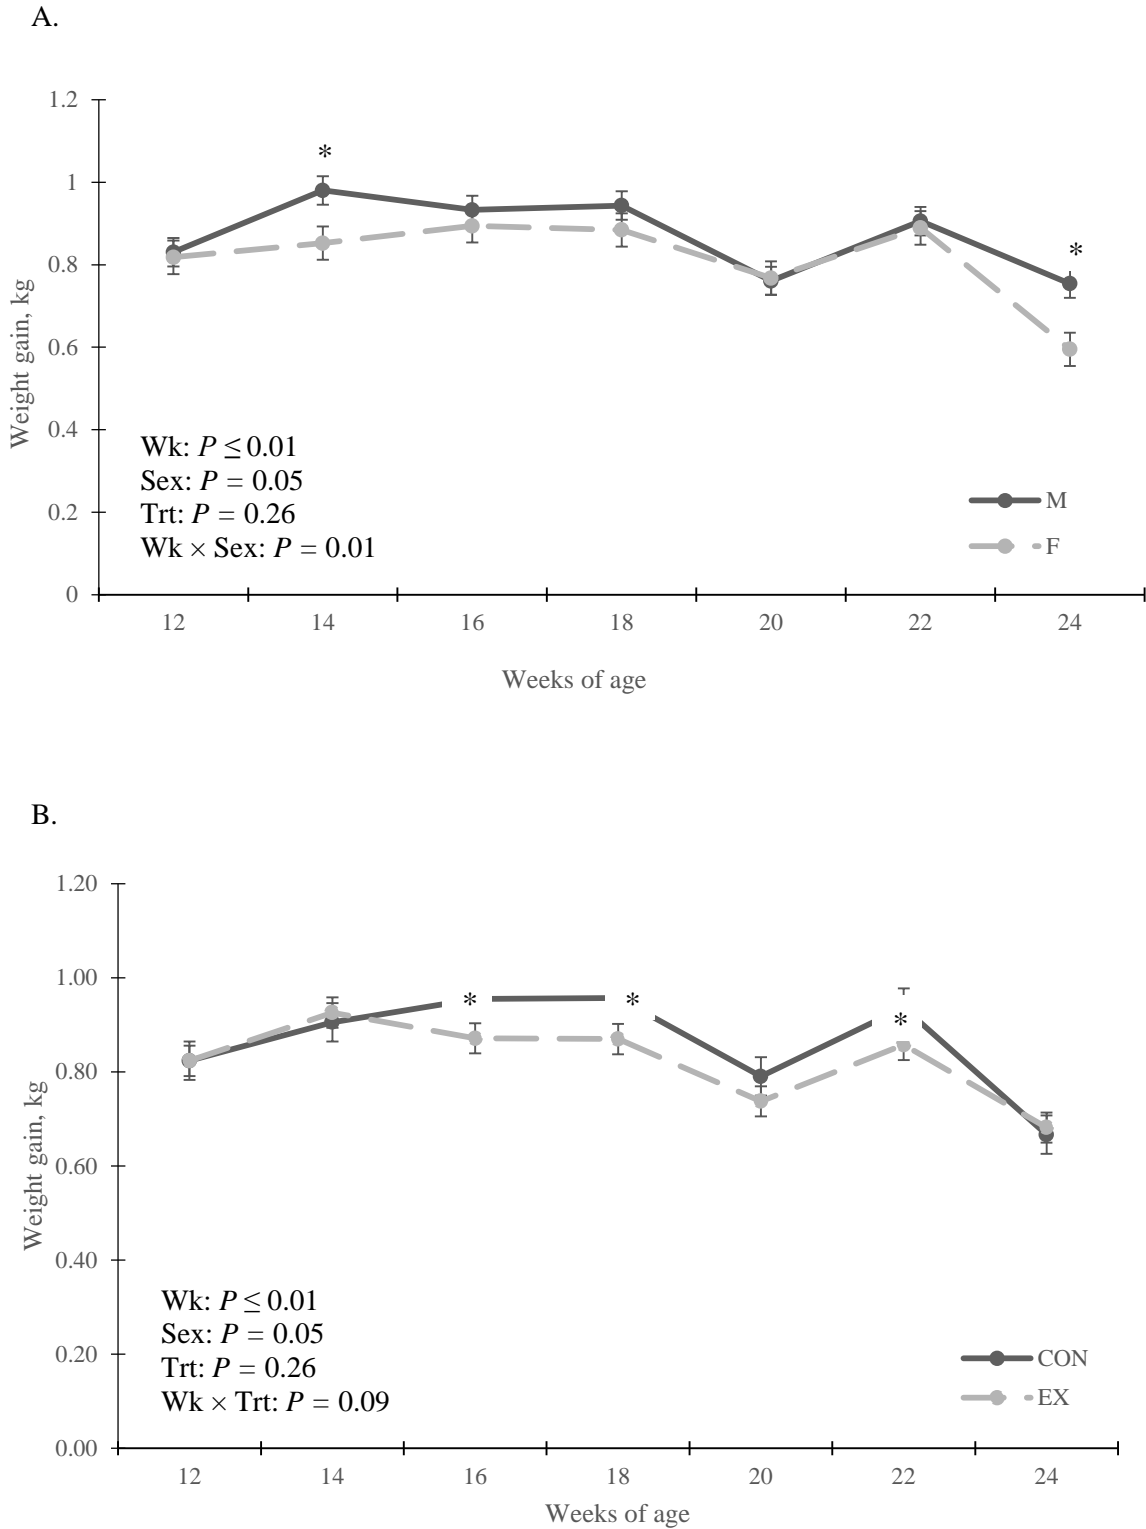 A.
*
*
1.2
1
0.8
0.6
0.4
0.2
0
Weight gain, kg
Wk: P ≤ 0.01
Sex: P = 0.05
Trt: P = 0.26
Wk × Sex: P = 0.01
M
F
12 14 16 18 20 22 24
Weeks of age
B.
1.20
1.00
0.80
0.60
0.40
0.20
0.00
Weight gain, kg
* * *
Wk: P ≤ 0.01
Sex: P = 0.05
Trt: P = 0.26
Wk × Trt: P = 0.09
CON
EX
12 14 16 18 20 22 24
Weeks of age